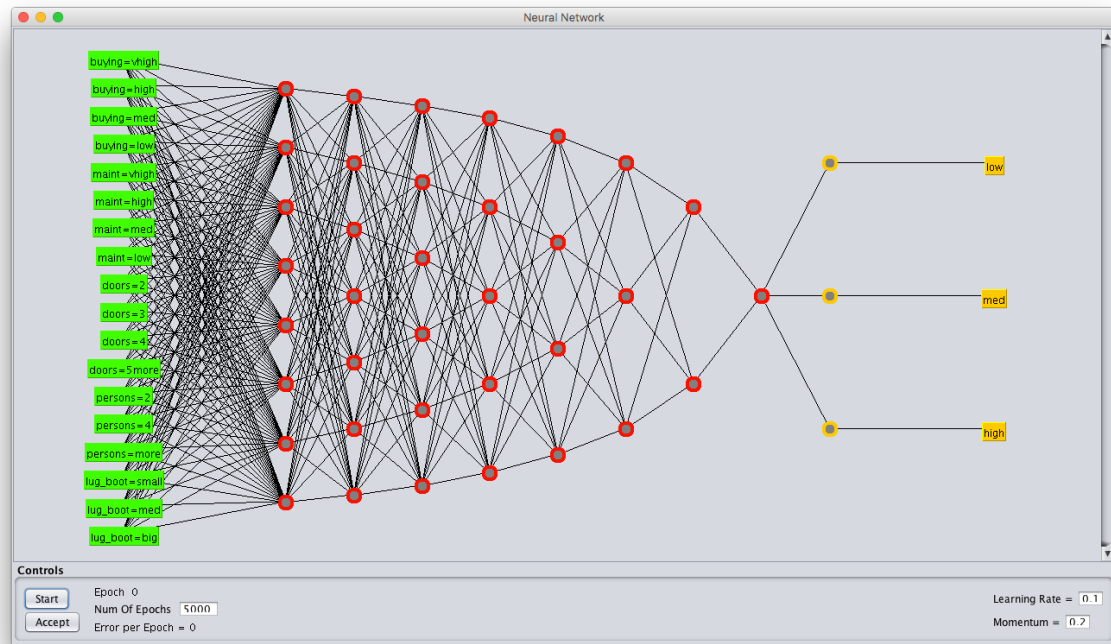 Neural Network
buying=vhigh
buying=high
buying=med
buying=low
maint=vhigh
maint=high
maint=med
maint=low
doors=2
doors=3
doors=4
doors=5more
persons=2
persons=4
persons=more
lug_boot=small
lug_boot=med
lug_boot=big
low
med
high
Controls
Start
Accept
Epoch 0
Num Of Epochs 5000
Error per Epoch = 0
Learning Rate = 0.1
Momentum = 0.2